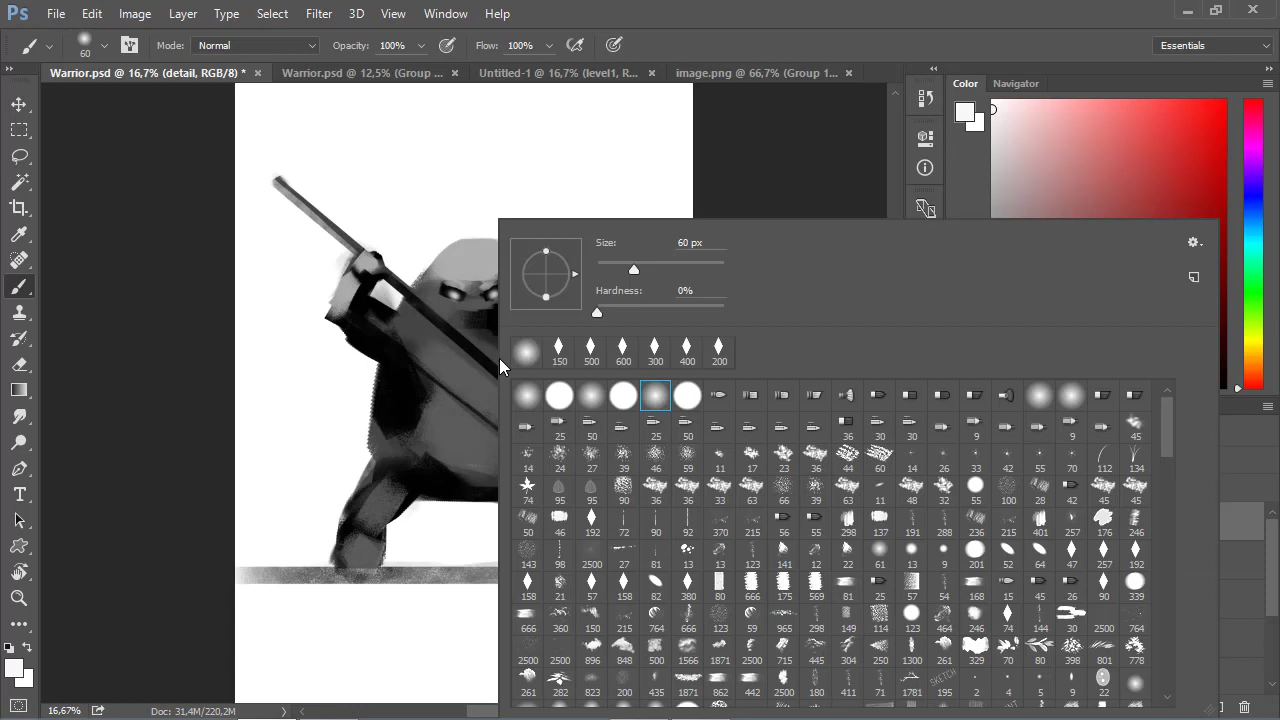 Ps File Edit Image Layer Type Select Filter 3D View Window Help
60 Mode: Normal Opacity: 100% Flow: 100% Essentials
Warrior.psd @ 16,7% (detail, RGB/8) * Warrior.psd @ 12,5% (Group ... Untitled-1 @ 16,7% (level1, R... image.png @ 66,7% (Group 1... Color Navigator
Size: 60 px
Hardness: 0%
150 500 600 300 400 200
25 50 25 50 36 30 30 9 9 45
14 24 27 39 46 59 11 17 23 36 44 60 14 26 33 42 55 70 112 134
74 95 95 90 36 36 33 63 66 39 63 11 48 32 55 100 28 42 45 45
50 46 192 72 90 92 370 215 56 55 298 137 191 288 236 215 401 257 176 246
143 98 2500 27 81 13 13 123 141 12 22 61 13 9 201 52 64 47 257 192
158 21 57 158 82 380 80 666 175 569 81 25 57 54 168 15 45 26 90 339
666 360 150 215 764 666 123 59 965 298 149 114 123 464 246 74 144 30 2500 764
2500 2500 896 848 500 1566 1871 2500 715 445 304 250 1300 261 329 70 80 398 801 778
261 282 823 200 435 1871 862 442 2500 180 411 71 1781 SKETCH 195 2 4 5 9 22
16,67% Doc: 31,4M/220,2M